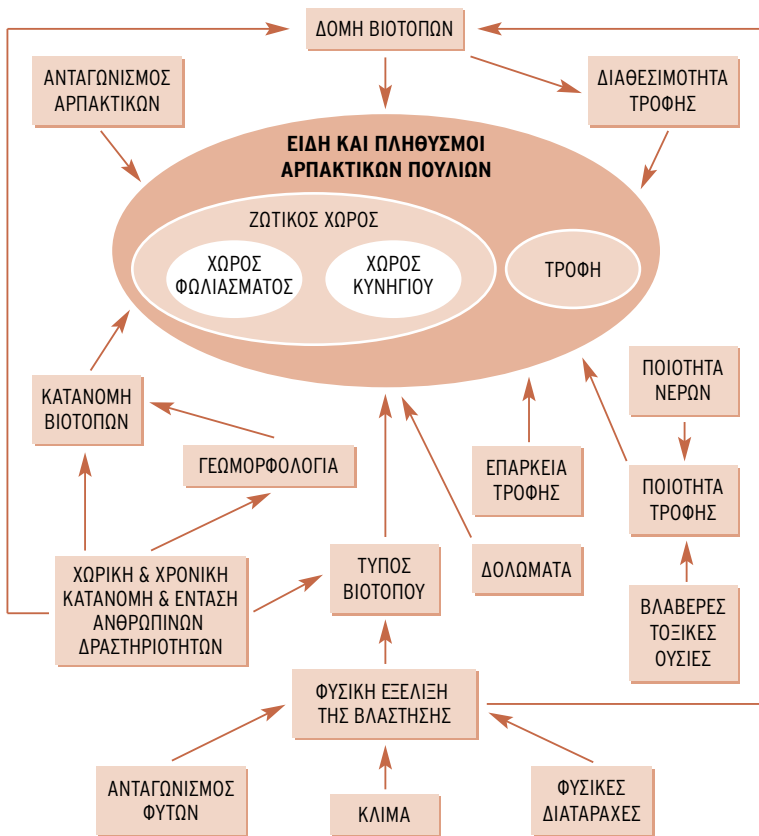 ΔΟΜΗ ΒΙΟΤΟΠΩΝ
ΑΝΤΑΓΩΝΙΣΜΟΣ
ΑΡΠΑΚΤΙΚΩΝ
ΔΙΑΘΕΣΙΜΟΤΗΤΑ
ΤΡΟΦΗΣ
ΕΙΔΗ ΚΑΙ ΠΛΗΘΥΣΜΟΙ
ΑΡΠΑΚΤΙΚΩΝ ΠΟΥΛΙΩΝ
ΖΩΤΙΚΟΣ ΧΩΡΟΣ
ΧΩΡΟΣ
ΦΩΛΙΑΣΜΑΤΟΣ
ΧΩΡΟΣ
ΚΥΝΗΓΙΟΥ
ΤΡΟΦΗ
ΚΑΤΑΝΟΜΗ
ΒΙΟΤΟΠΩΝ
ΠΟΙΟΤΗΤΑ
ΝΕΡΩΝ
ΓΕΩΜΟΡΦΟΛΟΓΙΑ
ΕΠΑΡΚΕΙΑ
ΤΡΟΦΗΣ
ΠΟΙΟΤΗΤΑ
ΤΡΟΦΗΣ
ΧΩΡΙΚΗ & ΧΡΟΝΙΚΗ
ΚΑΤΑΝΟΜΗ & ΕΝΤΑΣΗ
ΑΝΘΡΩΠΙΝΩΝ
ΔΡΑΣΤΗΡΙΟΤΗΤΩΝ
ΤΥΠΟΣ
ΒΙΟΤΟΠΟΥ
ΔΟΛΩΜΑΤΑ
ΒΛΑΒΕΡΕΣ
ΤΟΞΙΚΕΣ
ΟΥΣΙΕΣ
ΦΥΣΙΚΗ ΕΞΕΛΙΞΗ
ΤΗΣ ΒΛΑΣΤΗΣΗΣ
ΑΝΤΑΓΩΝΙΣΜΟΣ
ΦΥΤΩΝ
ΚΛΙΜΑ
ΦΥΣΙΚΕΣ
ΔΙΑΤΑΡΑΧΕΣ